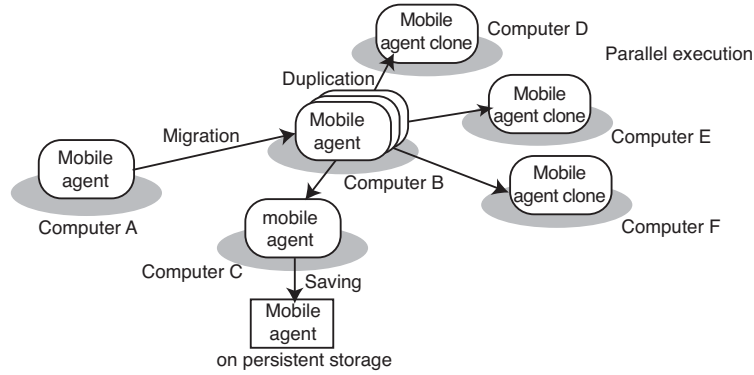 Mobile
agent clone
Computer D
Parallel execution
Duplication
Mobile
agent clone
Computer E
Migration
Mobile
agent
Computer B
Mobile
agent
Computer A
Mobile
agent clone
Computer F
mobile
agent
Computer C
Saving
Mobile
agent
on persistent storage